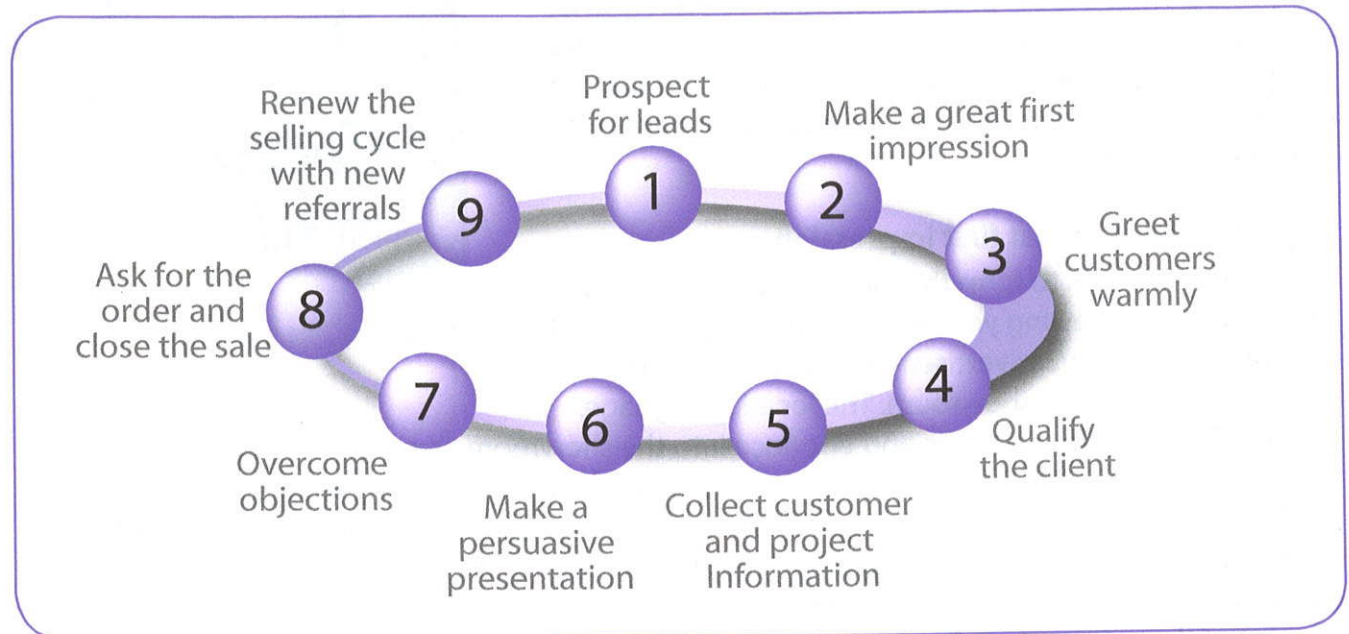 1
Prospect
for leads
2
Make a great first
impression
3
Greet
customers
warmly
4
Qualify
the client
5
Collect customer
and project
Information
6
Make a
persuasive
presentation
7
Overcome
objections
8
Ask for the
order and
close the sale
9
Renew the
selling cycle
with new
referrals